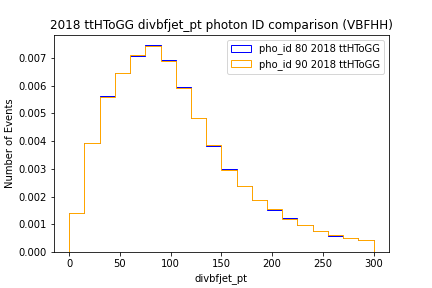 2018 ttHToGG divbfjet_pt photon ID comparison (VBFHH)
pho_id 80 2018 ttHToGG
pho_id 90 2018 ttHToGG
Number of Events
0.007
0.006
0.005
0.004
0.003
0.002
0.001
0.000
0 50 100 150 200 250 300
divbfjet_pt